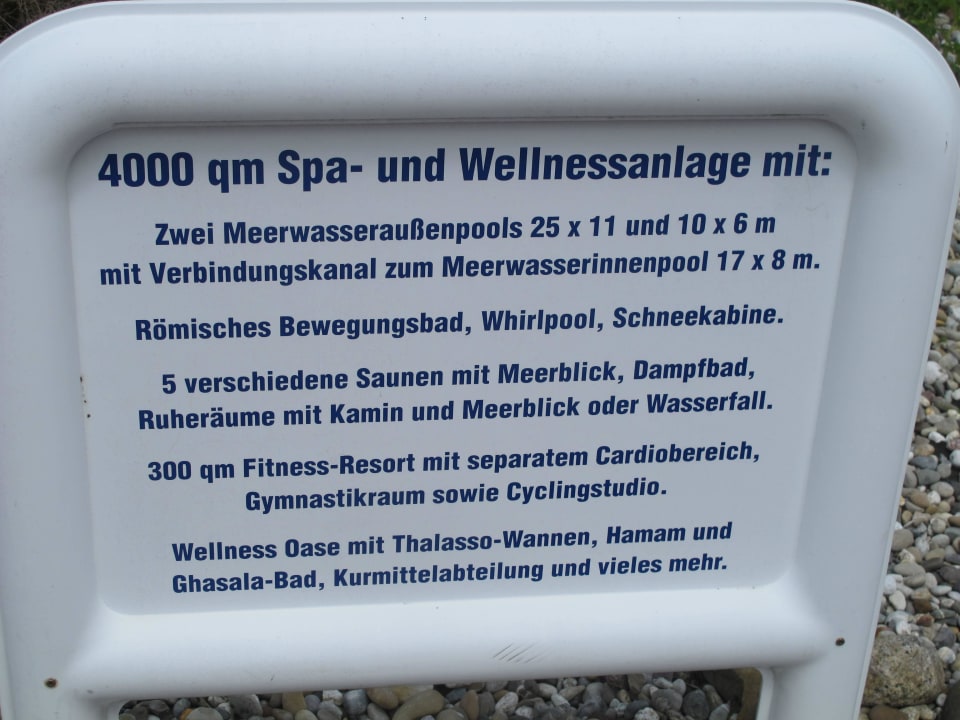 4000 qm Spa- und Wellnessanlage mit:
Zwei Meerwasseraußenpools 25 x 11 und 10 x 6 m
mit Verbindungskanal zum Meerwasserinnenpool 17 x 8 m.
Römisches Bewegungsbad, Whirlpool, Schneekabine.
5 verschiedene Saunen mit Meerblick, Dampfbad,
Ruheräume mit Kamin und Meerblick oder Wasserfall.
300 qm Fitness-Resort mit separatem Cardiobereich,
Gymnastikraum sowie Cyclingstudio.
Wellness Oase mit Thalasso-Wannen, Hamam und
Ghasala-Bad, Kurmittelabteilung und vieles mehr.